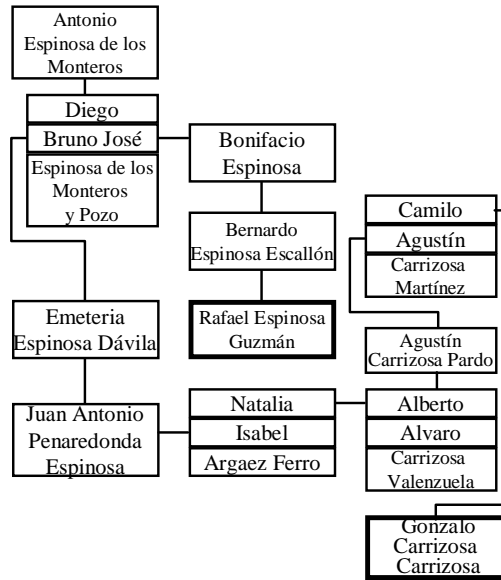 Antonio
Espinosa de los
Monteros
Diego
Bruno José
Espinosa de los
Monteros
y Pozo
Bonifacio
Espinosa
Bernardo
Espinosa Escallón
Rafael Espinosa
Guzmán
Camilo
Agustín
Carrizosa
Martínez
Emeteria
Espinosa Dávila
Agustín
Carrizosa Pardo
Juan Antonio
Penaredonda
Espinosa
Natalia
Isabel
Argaez Ferro
Alberto
Alvaro
Carrizosa
Valenzuela
Gonzalo
Carrizosa
Carrizosa